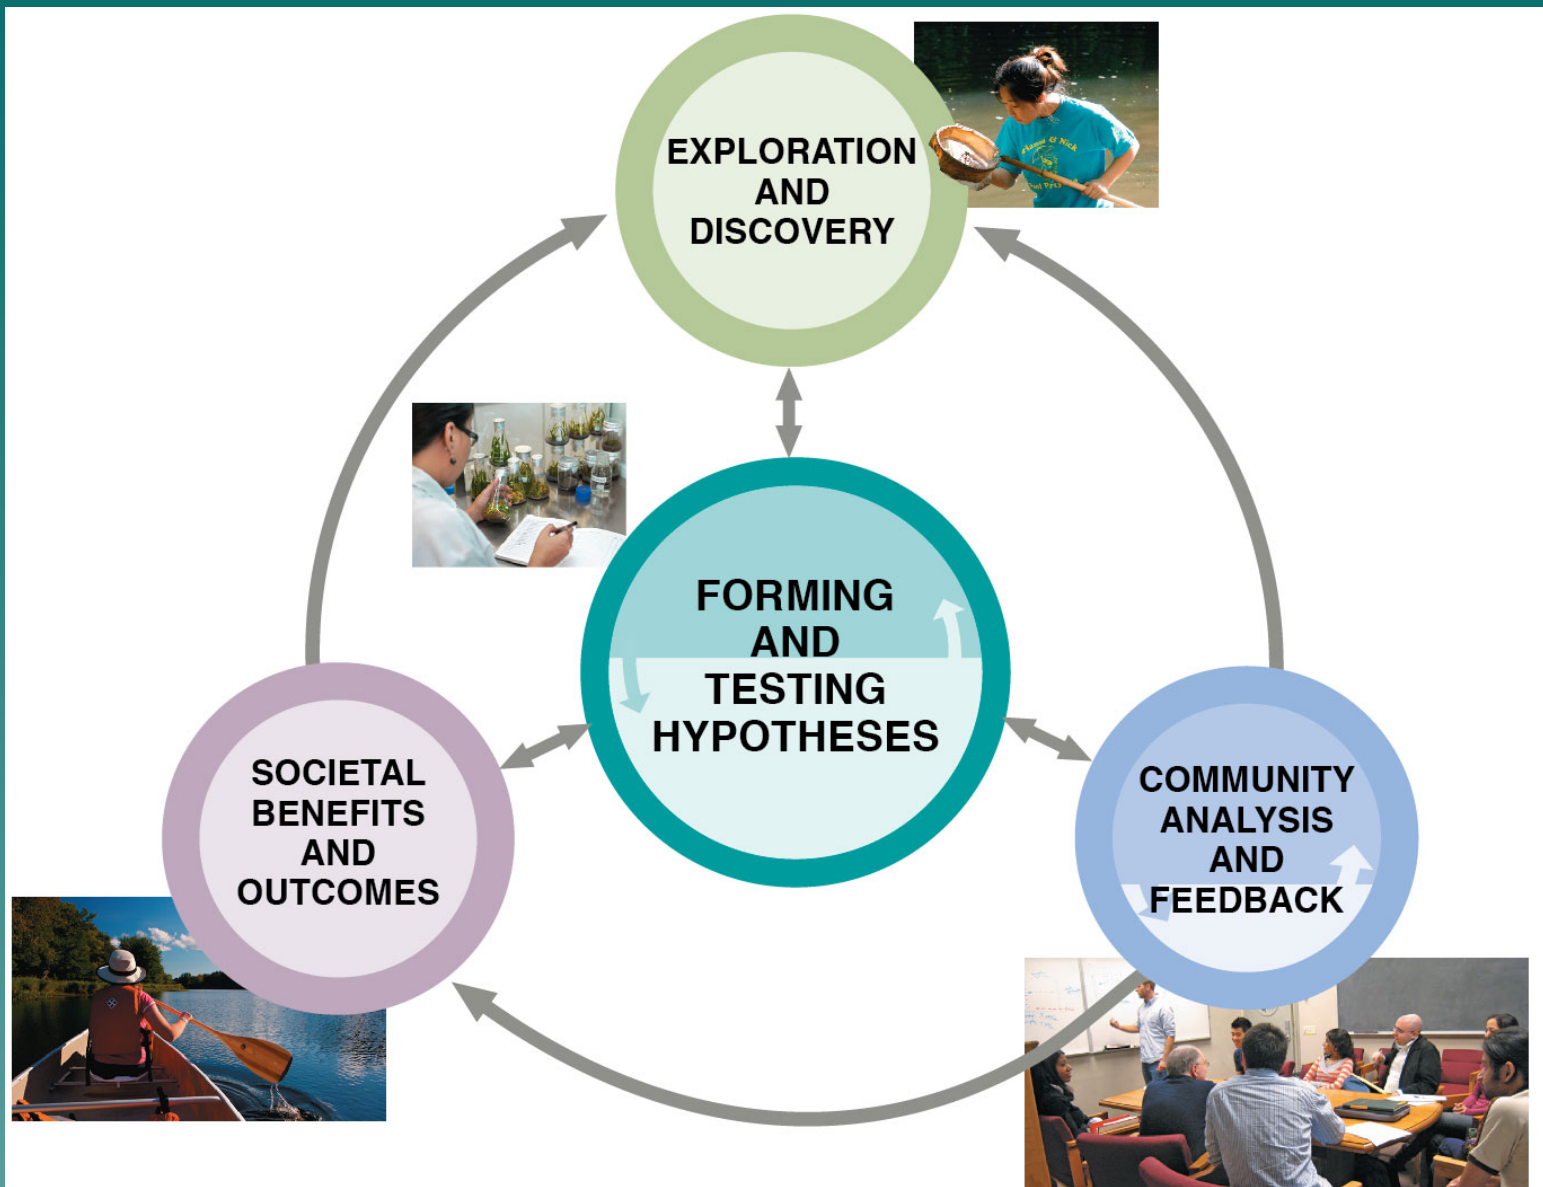 EXPLORATION
AND
DISCOVERY
FORMING
AND
TESTING
HYPOTHESES
SOCIETAL
BENEFITS
AND
OUTCOMES
COMMUNITY
ANALYSIS
AND
FEEDBACK